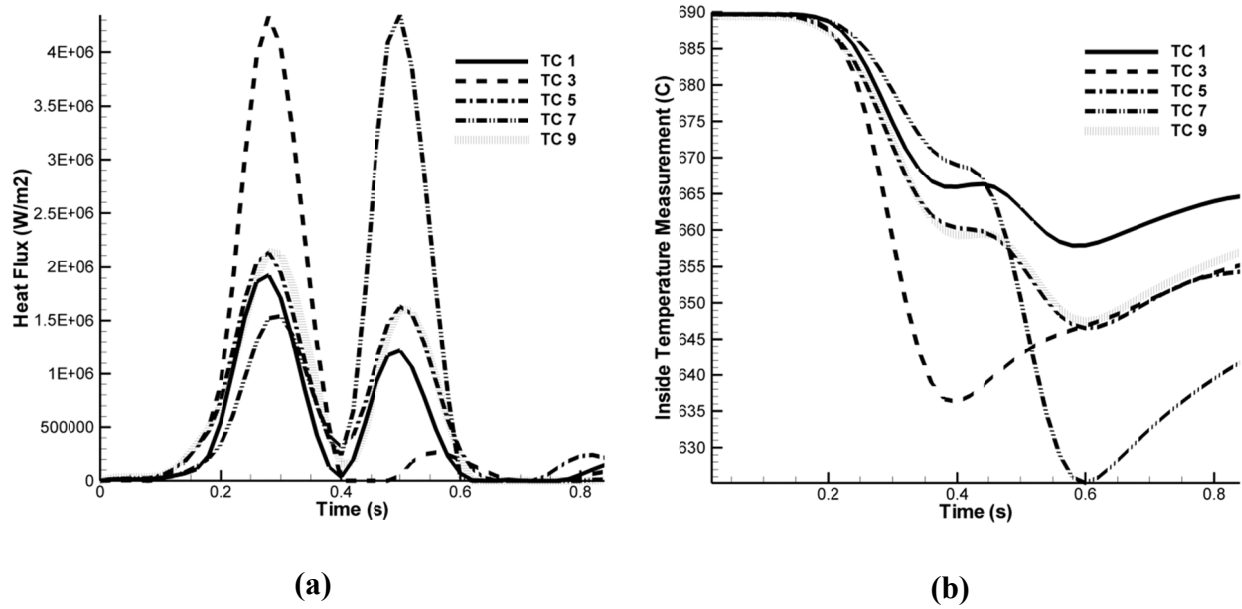 4E+06
3.5E+06
3E+06
2.5E+06
2E+06
1.5E+06
1E+06
500000
0
Heat Flux (W/m2)
0
0.2
0.4
0.6
0.8
Time (s)
TC 1
TC 3
TC 5
TC 7
TC 9
(a)
690
685
680
675
670
665
660
655
650
645
640
635
630
Inside Temperature Measurement (C)
0.2
0.4
0.6
0.8
Time (s)
TC 1
TC 3
TC 5
TC 7
TC 9
(b)